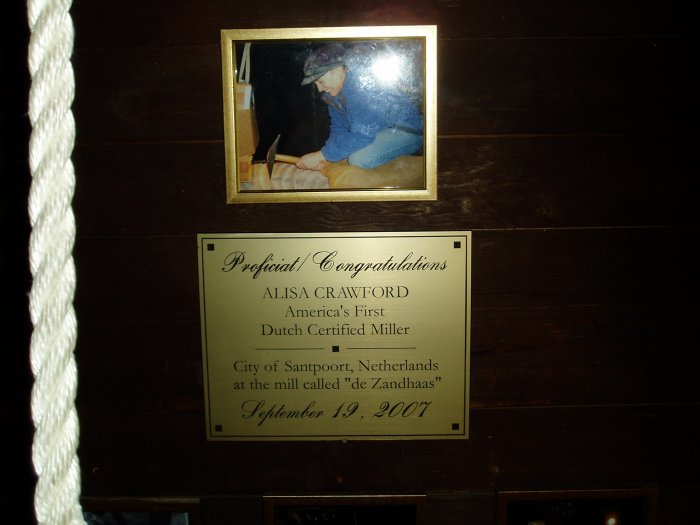 Proficiat/Congratulations
ALISA CRAWFORD
America's First
Dutch Certified Miller
City of Santpoort, Netherlands
at the mill called "de Zandhaas"
September 19, 2007